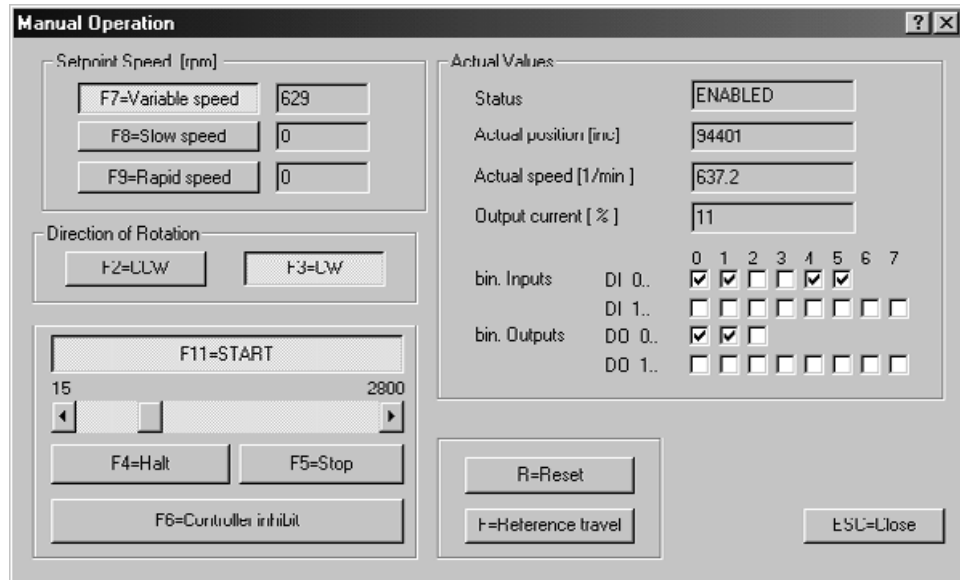 Manual Operation
Setpoint Speed [rpm]
F7=Variable speed 629
F8=Slow speed 0
F9=Rapid speed 0
Direction of Rotation
F2=CCW F3=CW
F11=START
15 2800
F4=Halt F5=Stop
F6=Controller inhibit
Actual Values
Status ENABLED
Actual position [inc] 94401
Actual speed [1/min ] 637.2
Output current [ % ] 11
0 1 2 3 4 5 6 7
bin. Inputs DI 0..
DI 1..
bin. Outputs DO 0..
DO 1..
R=Reset
F=Reference travel
ESC=Close